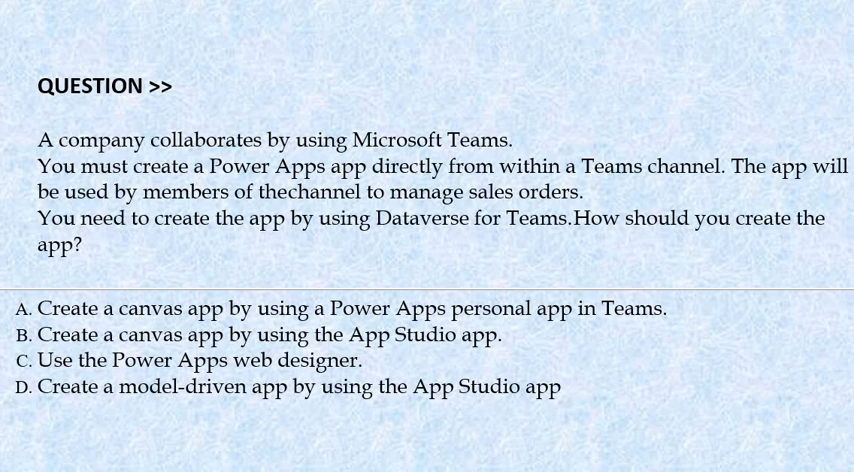 QUESTION >>
A company collaborates by using Microsoft Teams.
You must create a Power Apps app directly from within a Teams channel. The app will
be used by members of thechannel to manage sales orders.
You need to create the app by using Dataverse for Teams.How should you create the
app?
A. Create a canvas app by using a Power Apps personal app in Teams.
B. Create a canvas app by using the App Studio app.
C. Use the Power Apps web designer.
D. Create a model-driven app by using the App Studio app